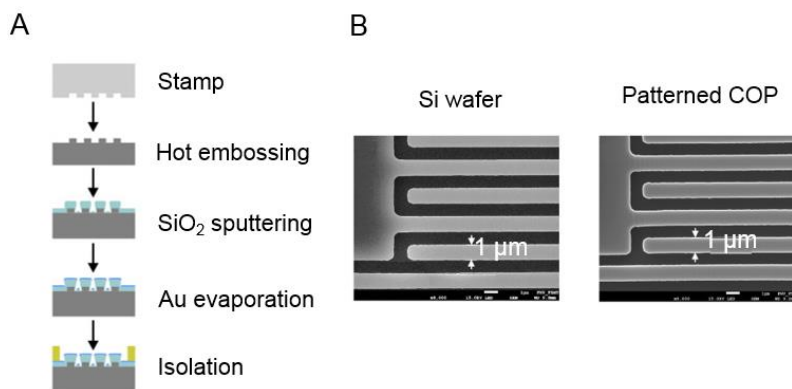 A
Stamp
Hot embossing
SiO₂ sputtering
Au evaporation
Isolation
B
Si wafer
Patterned COP
1 µm
1 µm